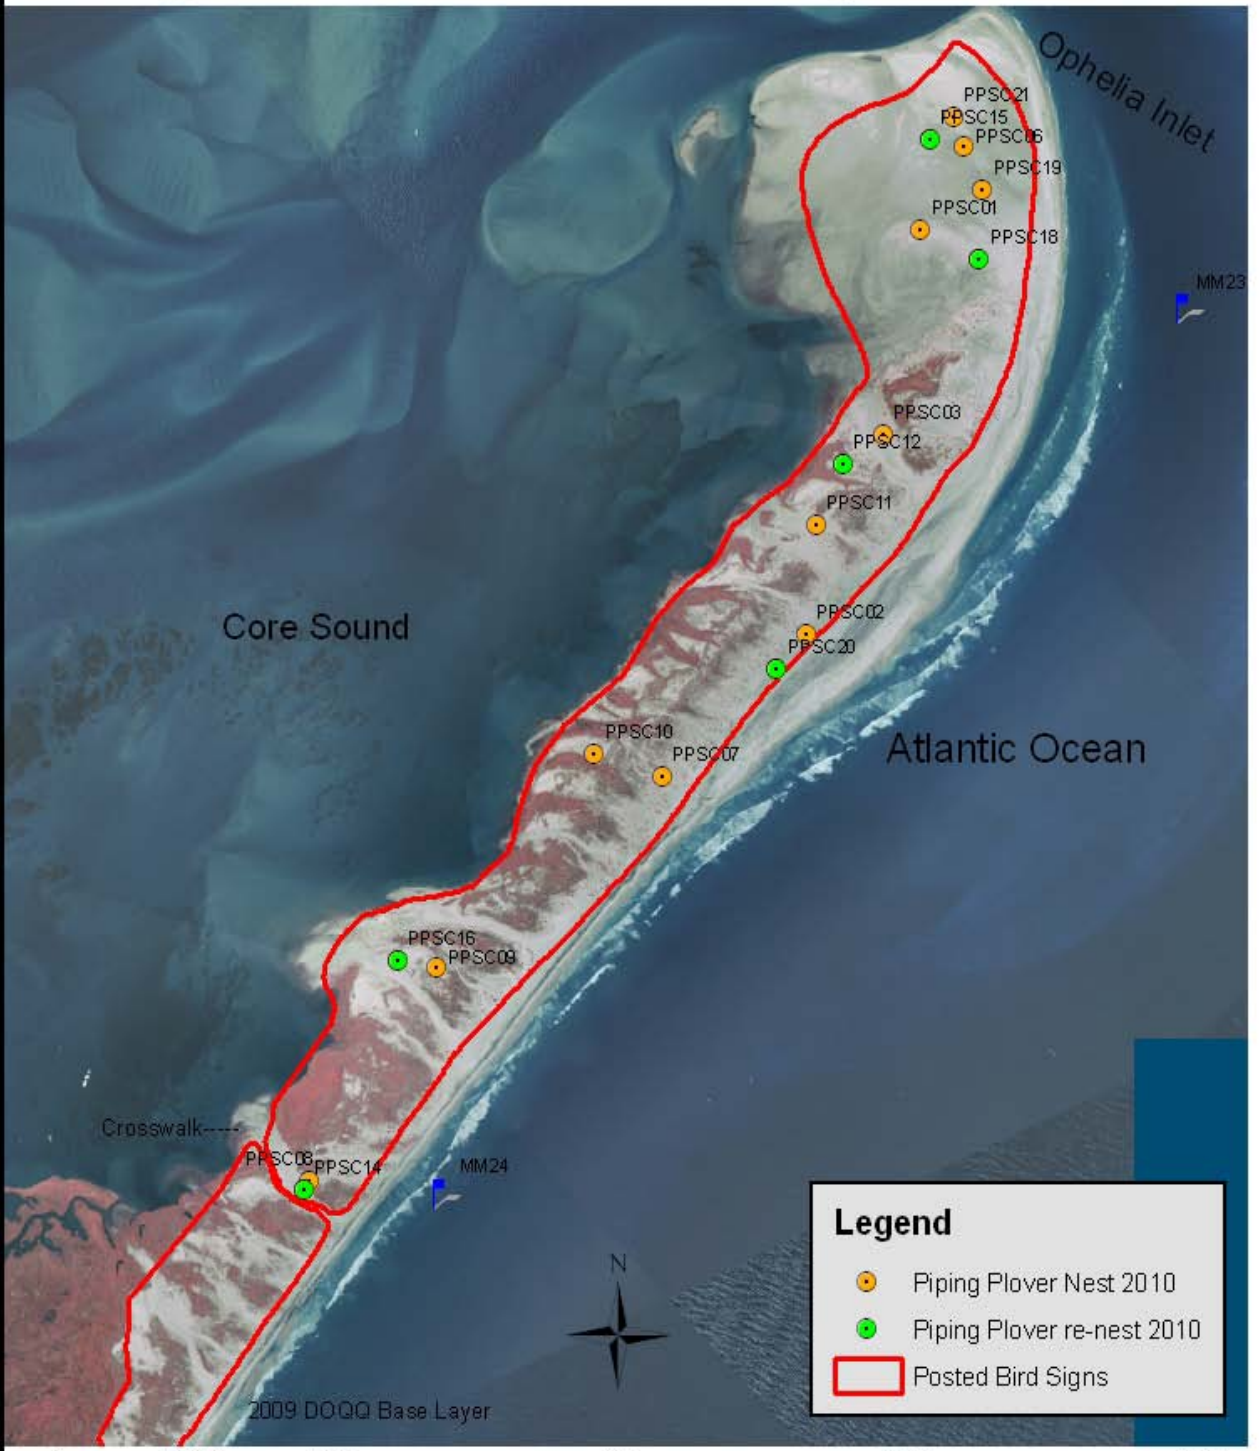 Ophelia Inlet
PPSC21
PPSC15
PPSC06
PPSC19
PPSC01
PPSC18
MM23
PPSC03
PPSC12
PPSC11
Core Sound
PPSC02
PPSC20
PPSC10
PPSC07
Atlantic Ocean
PPSC16
PPSC09
Crosswalk-----
PPSC08
PPSC14
MM24
N
Legend
Piping Plover Nest 2010
Piping Plover re-nest 2010
Posted Bird Signs
2009 DOQQ Base Layer